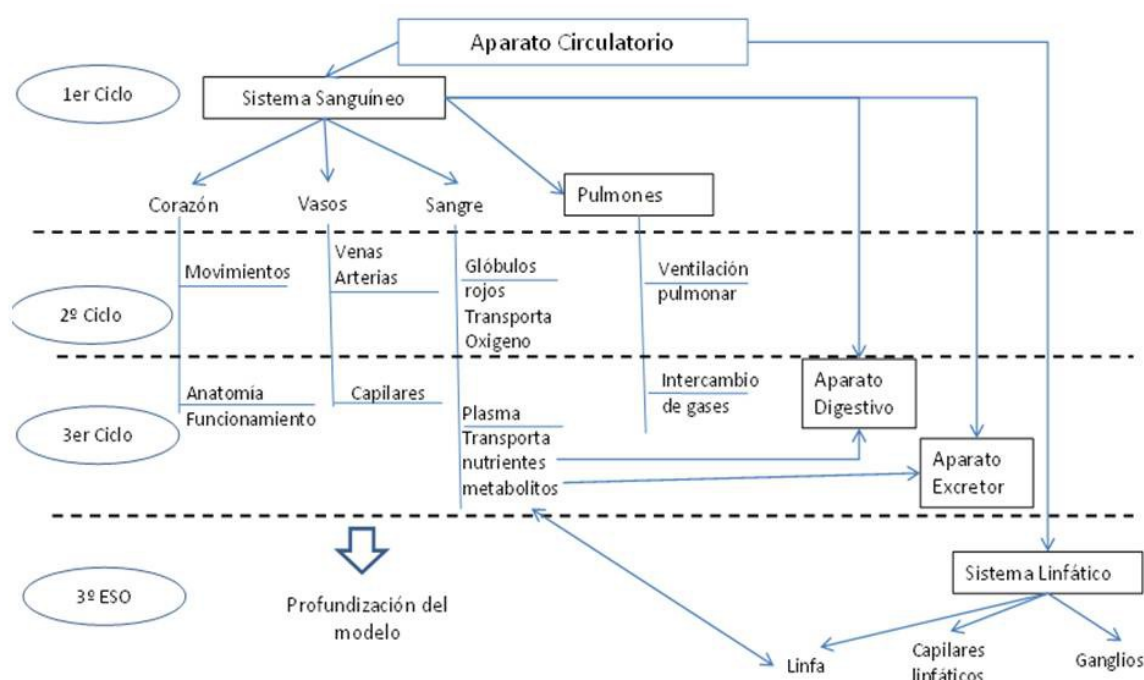 Aparato Circulatorio
1er Ciclo
Sistema Sanguíneo
Corazón
Vasos
Sangre
Pulmones
Movimientos
Venas
Arterias
Glóbulos
rojos
Transporta
Oxigeno
Ventilación
pulmonar
2º Ciclo
Anatomía
Funcionamiento
Capilares
Plasma
Transporta
nutrientes
metabolitos
Intercambio
de gases
Aparato
Digestivo
Aparato
Excretor
3er Ciclo
3º ESO
Profundización del
modelo
Sistema Linfático
Linfa
Capilares
linfáticos
Ganglios